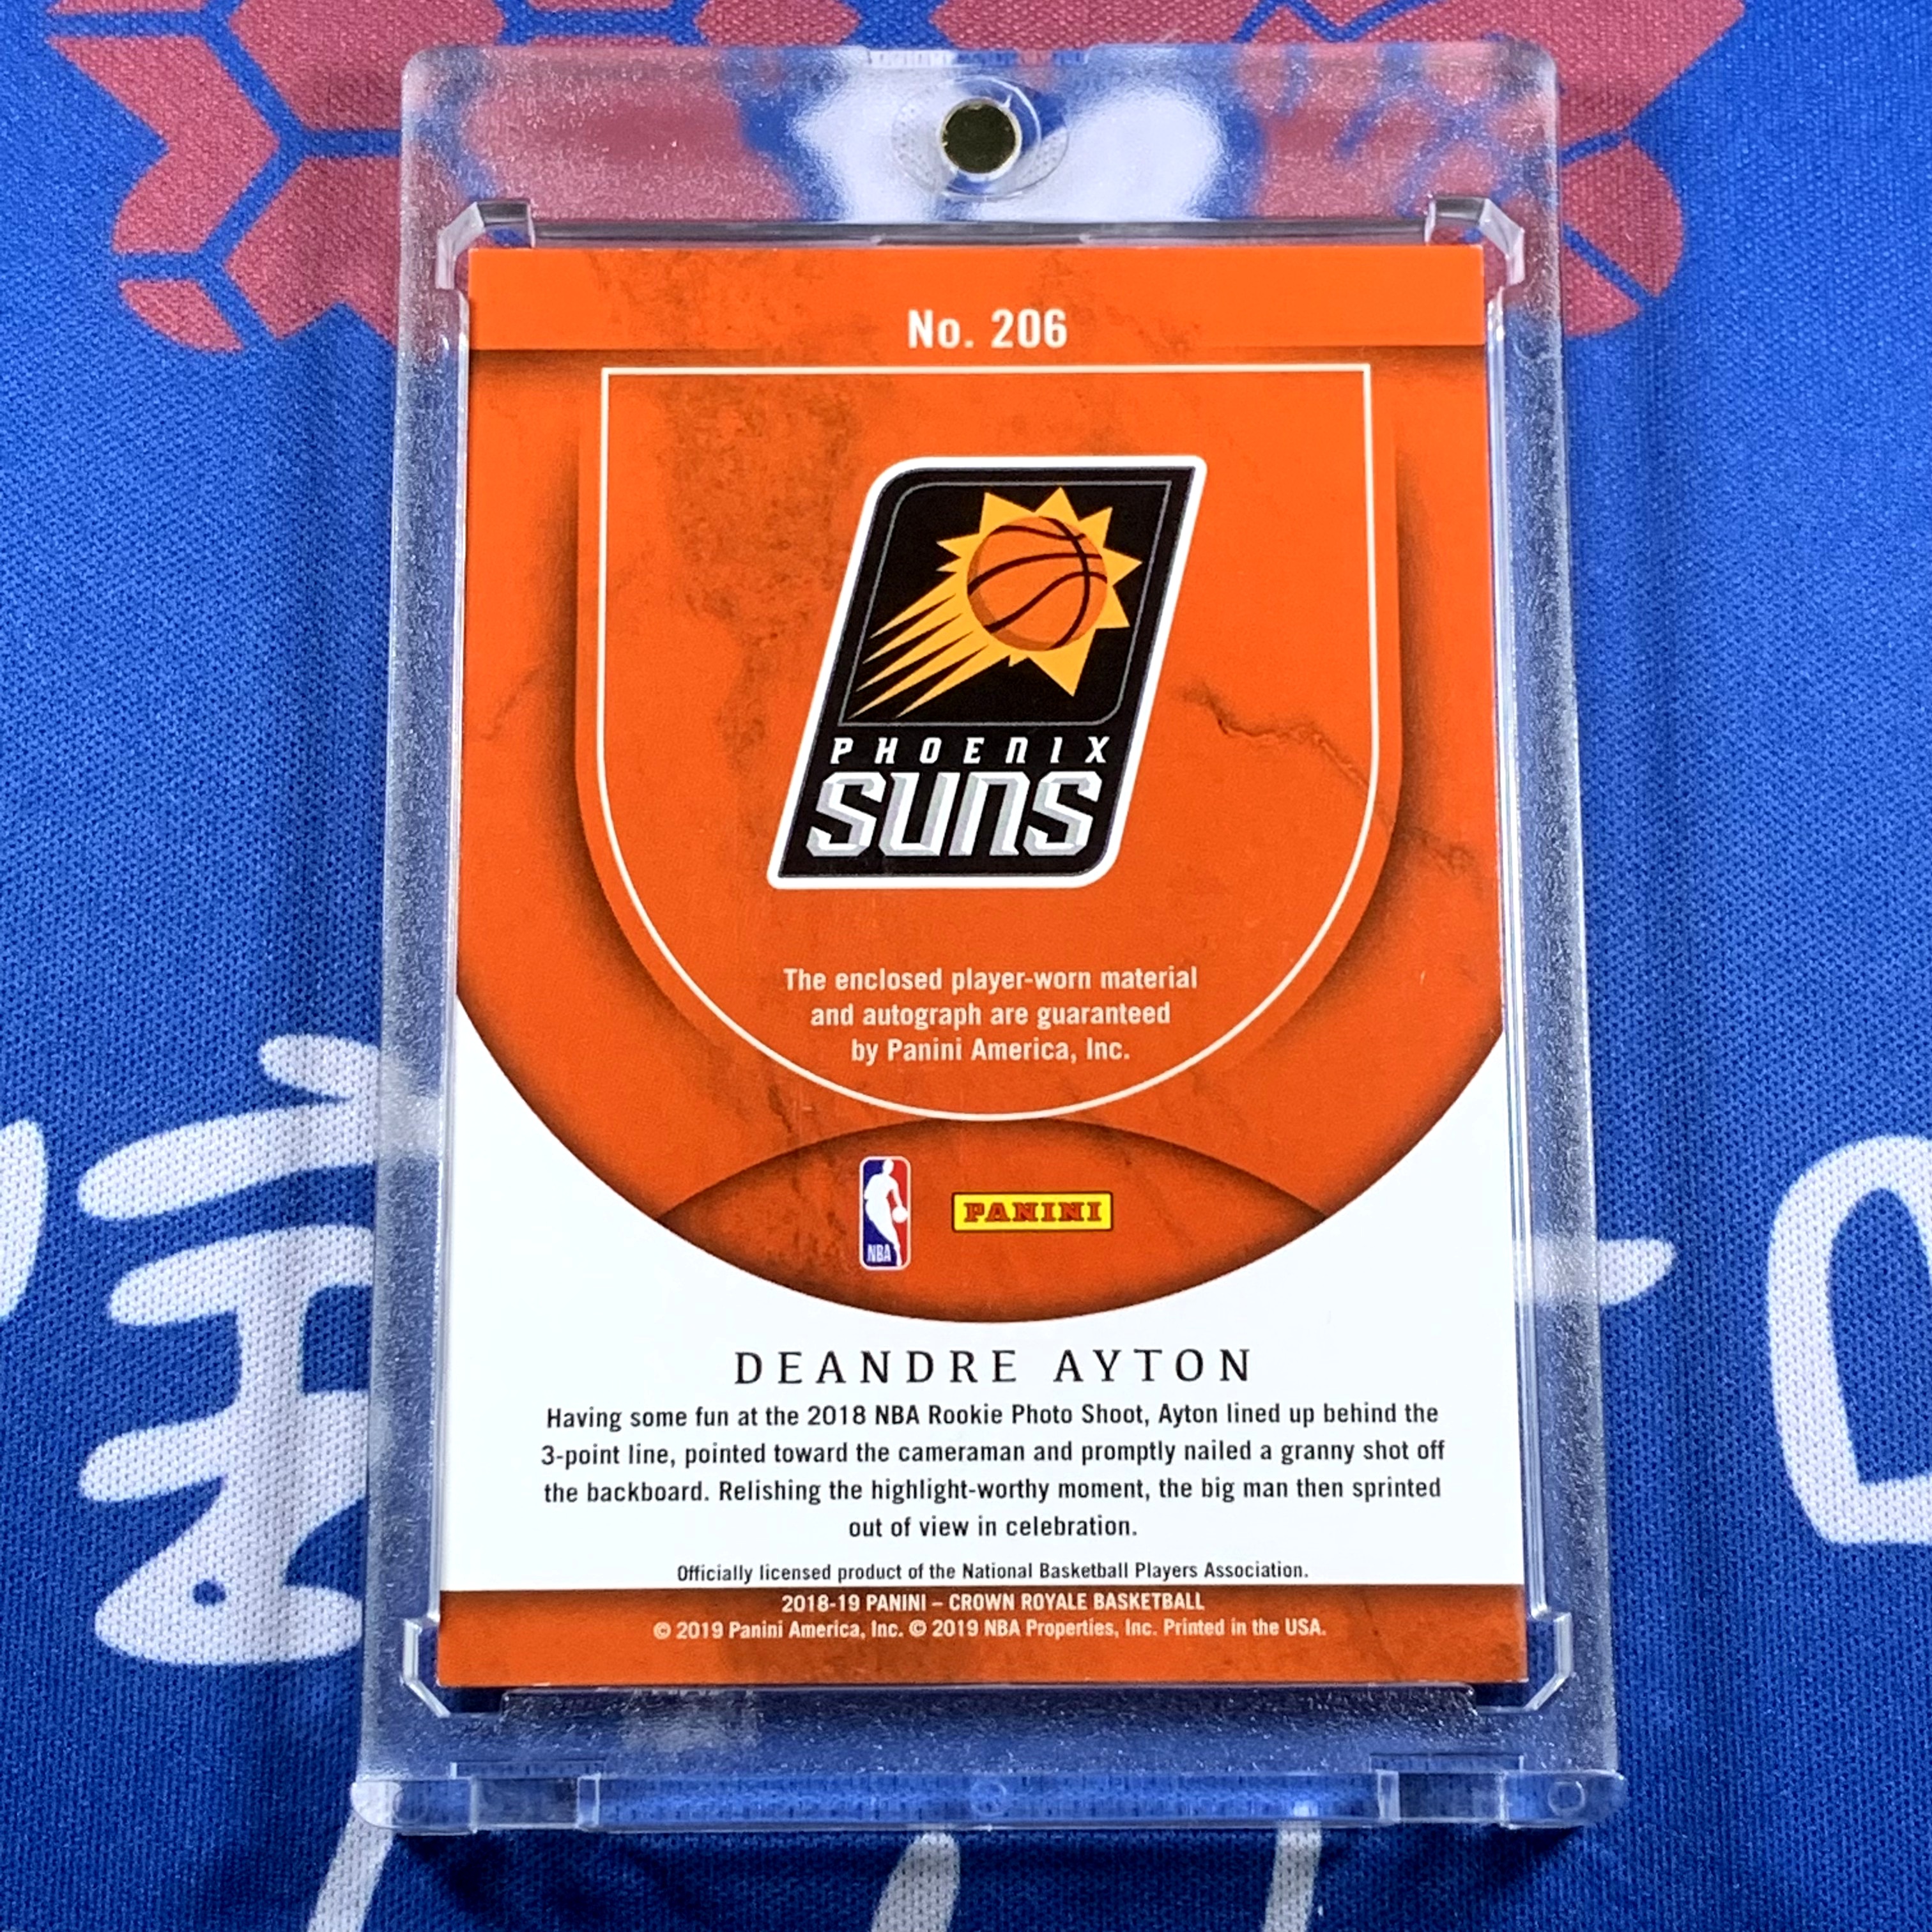 No. 206
PHOENIX
SUNS
The enclosed player-worn material
and autograph are guaranteed
by Panini America, Inc.
NBA
PANINI
DEANDRE AYTON
Having some fun at the 2018 NBA Rookie Photo Shoot, Ayton lined up behind the
3-point line, pointed toward the cameraman and promptly nailed a granny shot off
the backboard. Relishing the highlight-worthy moment, the big man then sprinted
out of view in celebration.
Officially licensed product of the National Basketball Players Association.
2018-19 PANINI – CROWN ROYALE BASKETBALL
© 2019 Panini America, Inc. © 2019 NBA Properties, Inc. Printed in the USA.